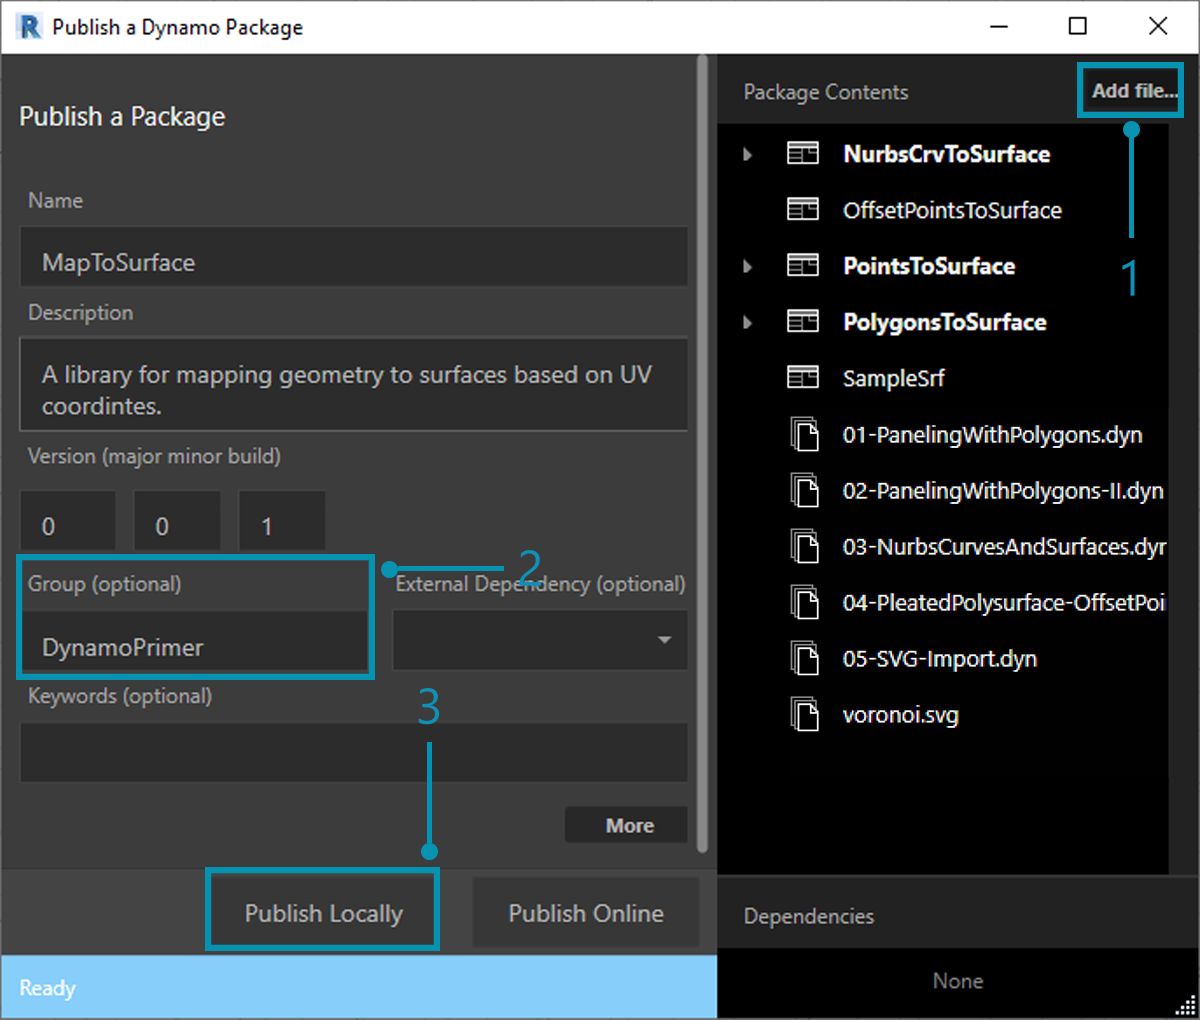 Publish a Dynamo Package
Publish a Package
Name
MapToSurface
Description
A library for mapping geometry to surfaces based on UV
coordintes.
Version (major minor build)
0 0 1
Group (optional)
2
External Dependency (optional)
DynamoPrimer
Keywords (optional)
3
More
Publish Locally
Publish Online
Ready
Package Contents
Add file...
1
NurbsCrvToSurface
OffsetPointsToSurface
PointsToSurface
PolygonsToSurface
SampleSrf
01-PanelingWithPolygons.dyn
02-PanelingWithPolygons-II.dyn
03-NurbsCurvesAndSurfaces.dyn
04-PleatedPolysurface-OffsetPoi
05-SVG-Import.dyn
voronoi.svg
Dependencies
None